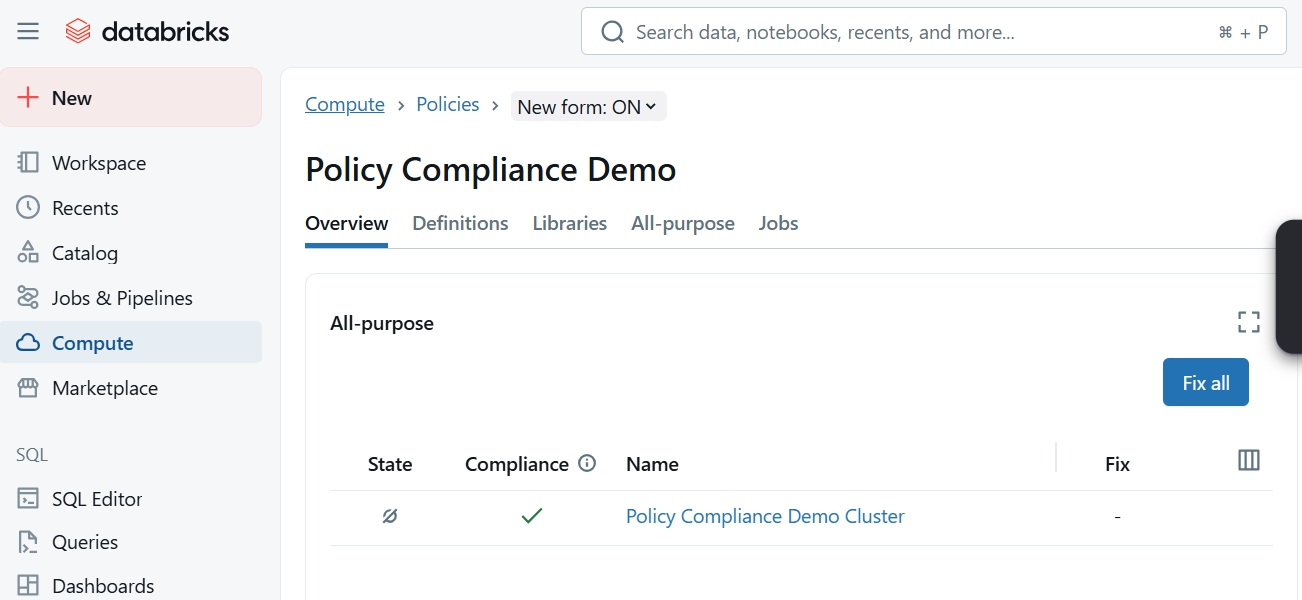 databricks
Search data, notebooks, recents, and more...
⌘ + P
New
Workspace
Recents
Catalog
Jobs & Pipelines
Compute
Marketplace
SQL
SQL Editor
Queries
Dashboards
Compute > Policies > New form: ON
Policy Compliance Demo
Overview Definitions Libraries All-purpose Jobs
All-purpose
Fix all
State Compliance Name Fix
Policy Compliance Demo Cluster -